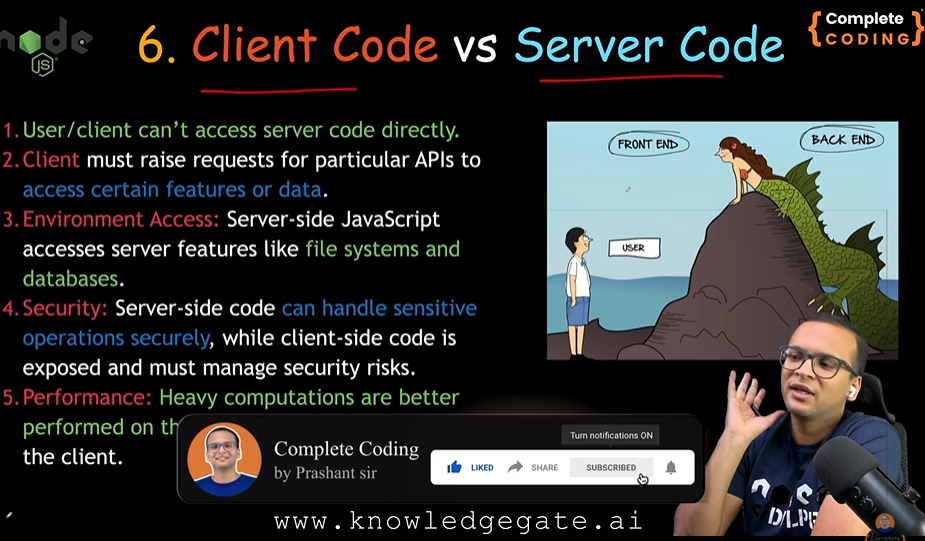 node
JS
6. Client Code vs Server Code
{Complete
CODING}
1. User/client can't access server code directly.
2. Client must raise requests for particular APIs to
access certain features or data.
3. Environment Access: Server-side JavaScript
accesses server features like file systems and
databases.
4. Security: Server-side code can handle sensitive
operations securely, while client-side code is
exposed and must manage security risks.
5. Performance: Heavy computations are better
performed on
the client.
FRONT END
BACK END
USER
Complete Coding
by Prashant sir
Turn notifications ON
LIKED
SHARE
SUBSCRIBED
www.knowledgegate.ai